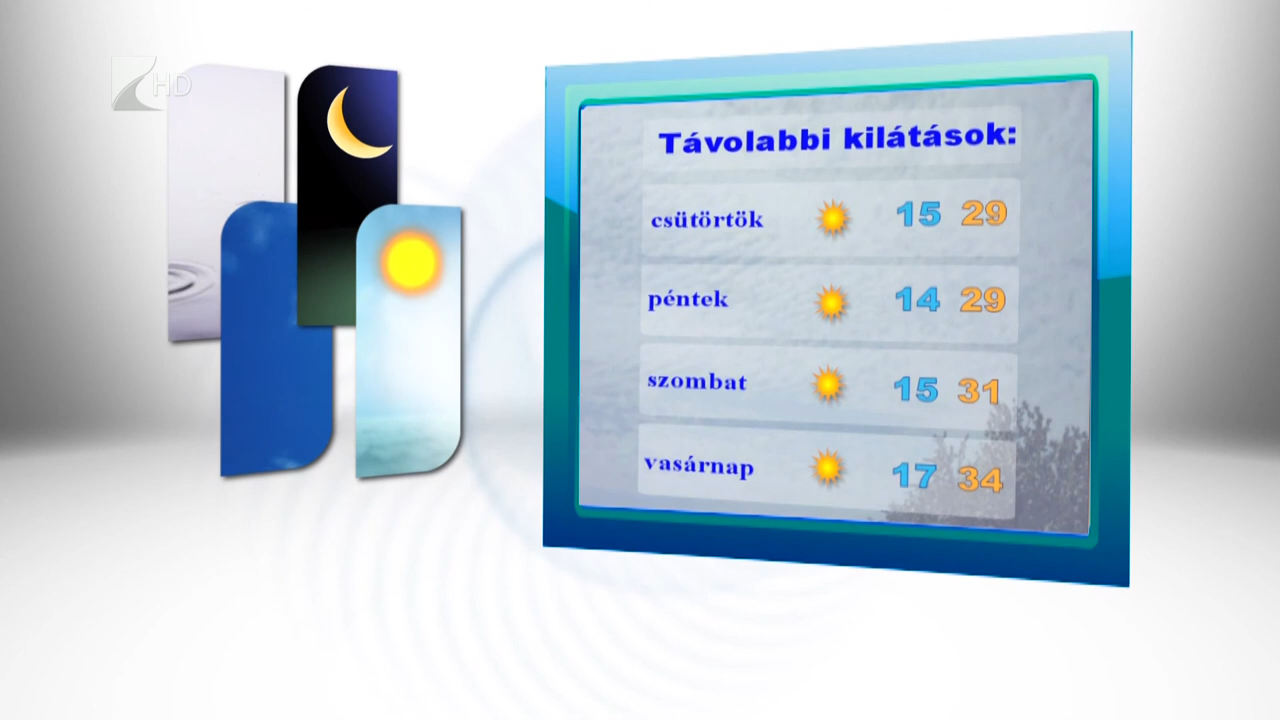 HD
Távolabbi kilátások:
csütörtök 15 29
péntek 14 29
szombat 15 31
vasárnap 17 34